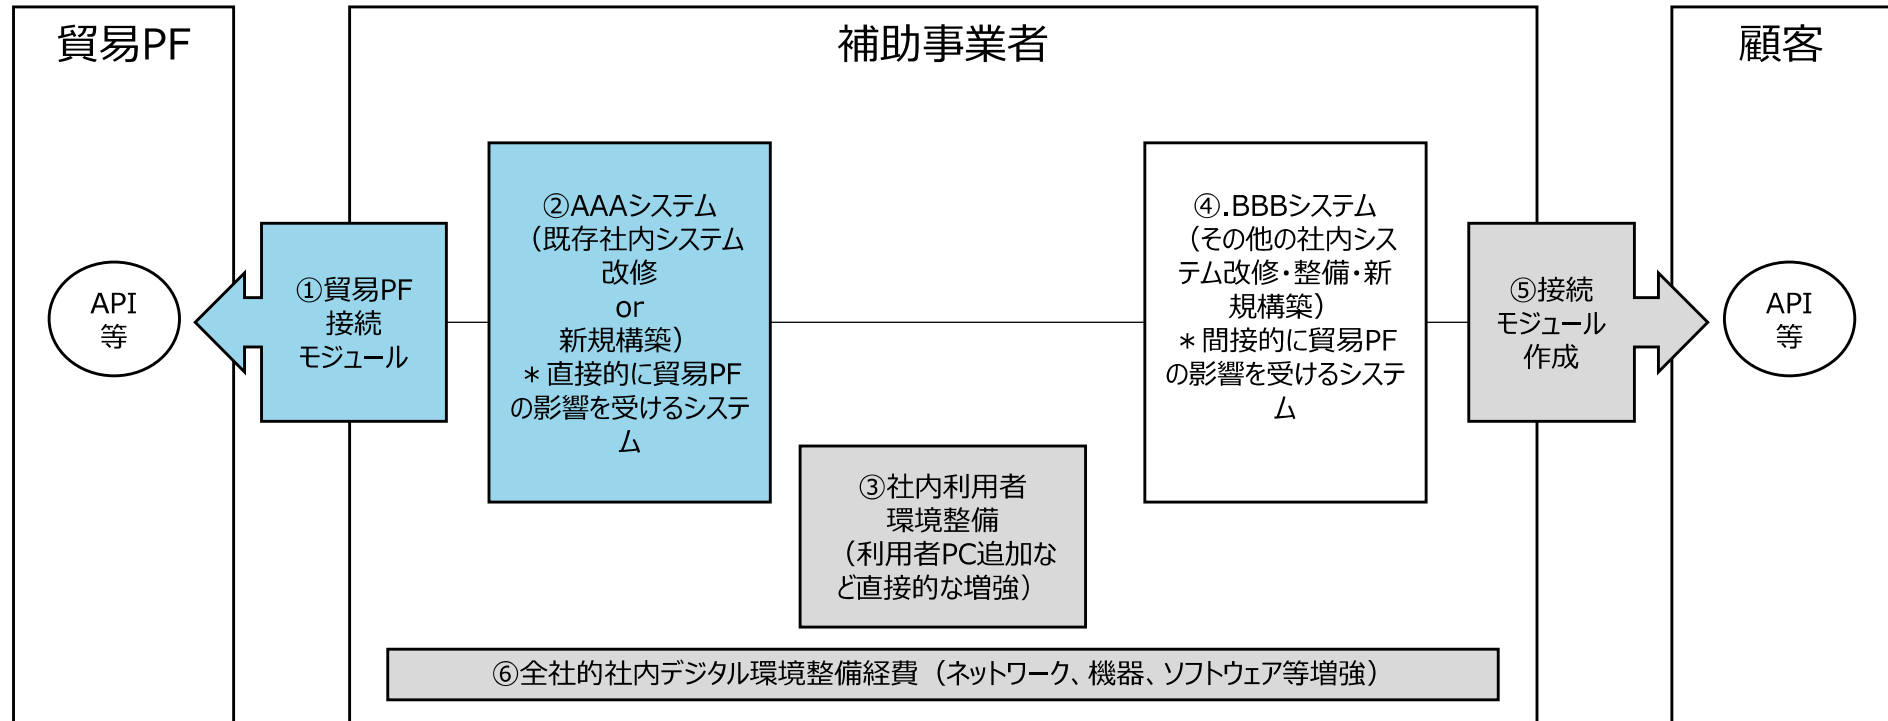 貿易PF
補助事業者
顧客
API
等
①貿易PF
接続
モジュール
②AAAシステム
（既存社内システム
改修
or
新規構築）
＊直接的に貿易PF
の影響を受けるシステ
ム
③社内利用者
環境整備
（利用者PC追加な
ど直接的な増強）
④.BBBシステム
（その他の社内シス
テム改修・整備・新
規構築）
＊間接的に貿易PF
の影響を受けるシステ
ム
⑤接続
モジュール
作成
API
等
⑥全社的社内デジタル環境整備経費（ネットワーク、機器、ソフトウェア等増強）